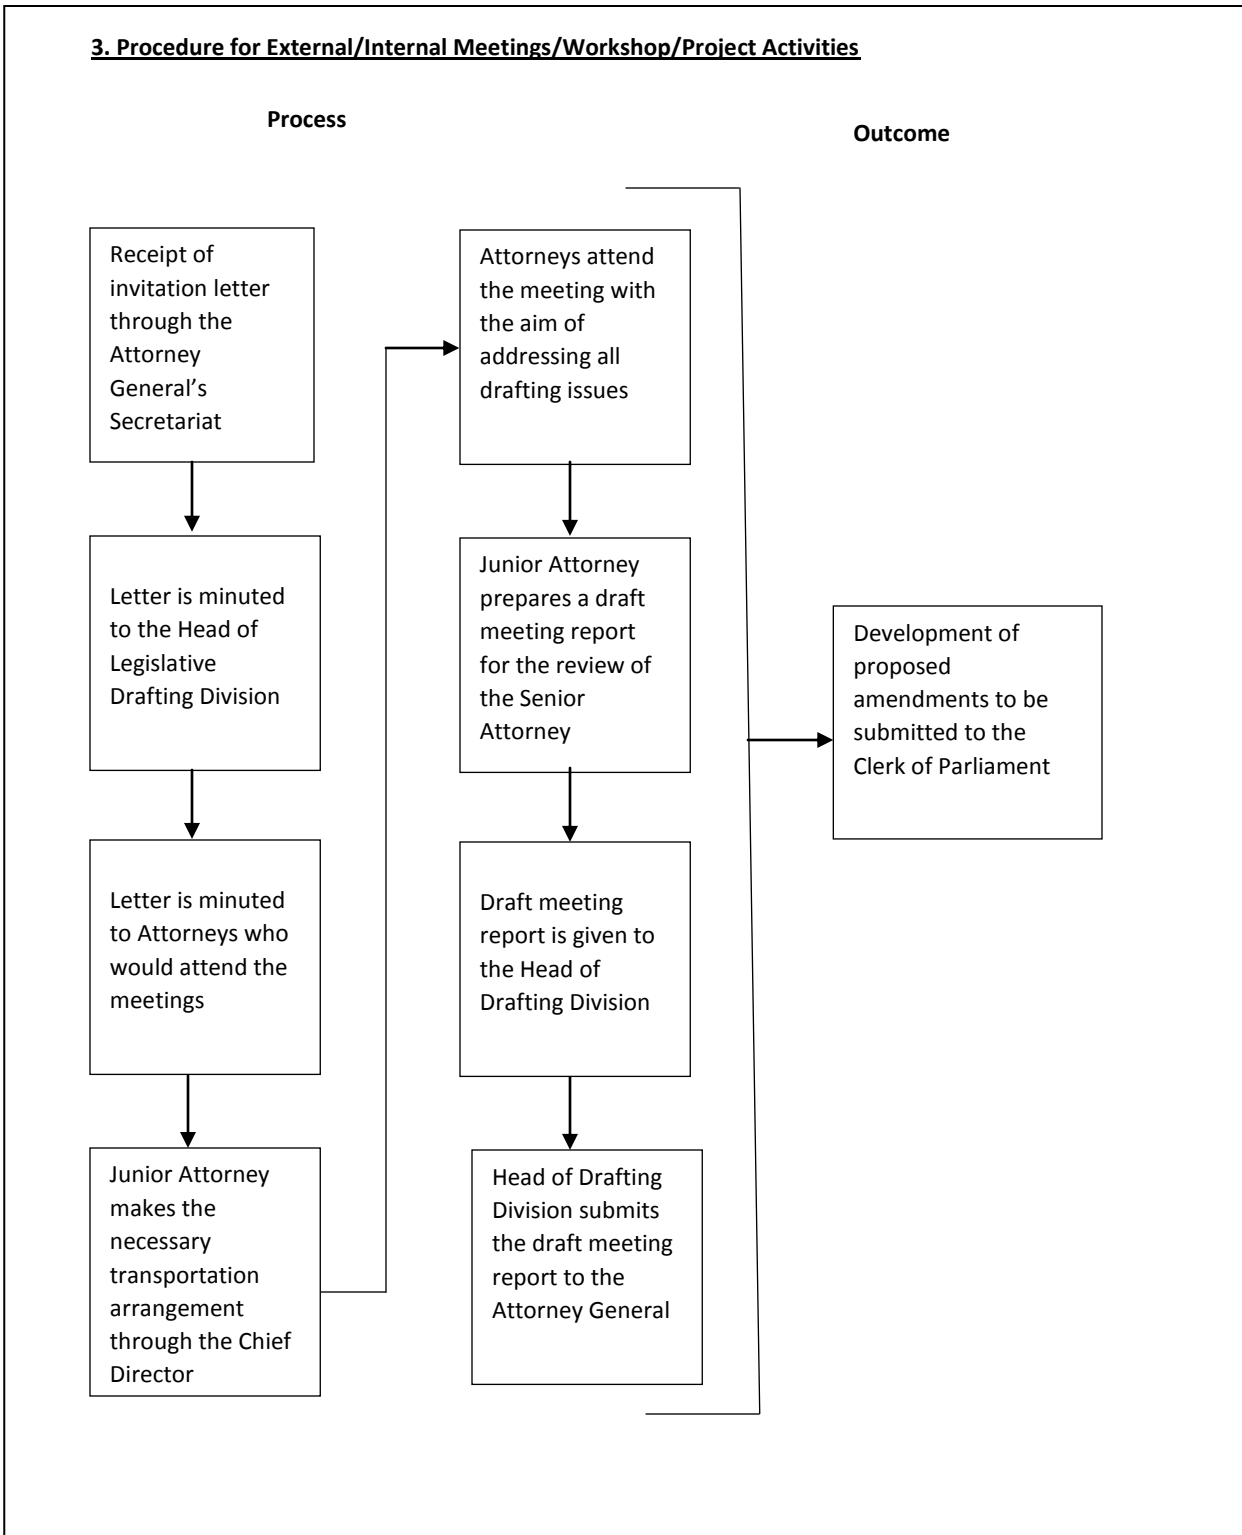 3. Procedure for External/Internal Meetings/Workshop/Project Activities
Process
Outcome
Receipt of
invitation letter
through the
Attorney
General’s
Secretariat
Letter is minuted
to the Head of
Legislative
Drafting Division
Letter is minuted
to Attorneys who
would attend the
meetings
Junior Attorney
makes the
necessary
transportation
arrangement
through the Chief
Director
Attorneys attend
the meeting with
the aim of
addressing all
drafting issues
Junior Attorney
prepares a draft
meeting report
for the review of
the Senior
Attorney
Draft meeting
report is given to
the Head of
Drafting Division
Head of Drafting
Division submits
the draft meeting
report to the
Attorney General
Development of
proposed
amendments to be
submitted to the
Clerk of Parliament